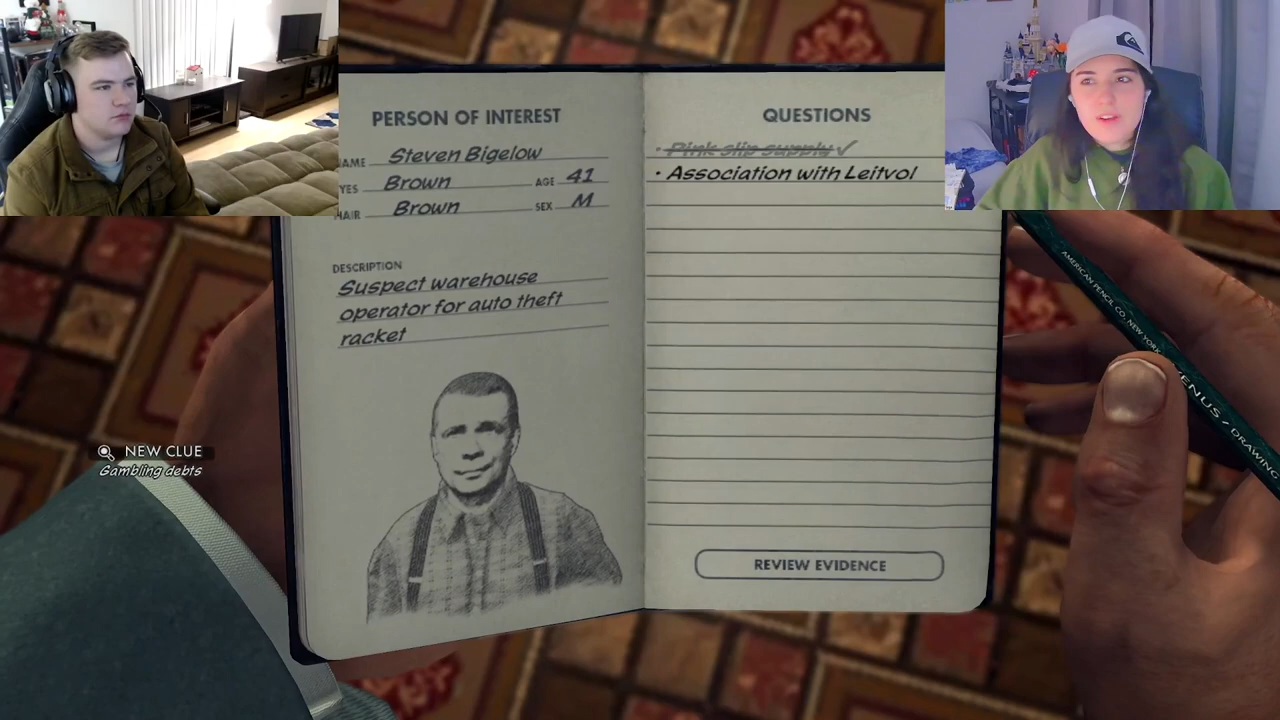 PERSON OF INTEREST
NAME Steven Bigelow
YES Brown AGE 41
HAIR Brown SEX M
DESCRIPTION
Suspect warehouse
operator for auto theft
racket
QUESTIONS
· Pink slip supply ✓
· Association with Leitvol
REVIEW EVIDENCE
NEW CLUE
Gambling debts
AMERICAN PENCIL CO. NEW YORK
VENUS / DRAWING